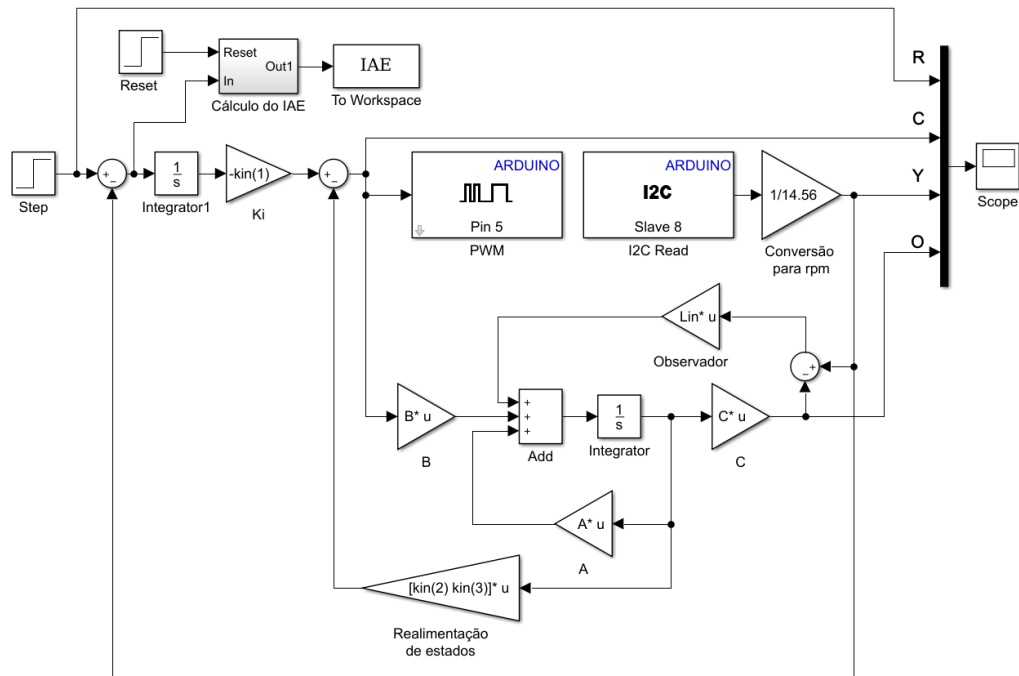 R
Reset
In
Out1
Cálculo do IAE
IAE
To Workspace
Reset
C
Step
+
−
1
s
Integrator1
-kin(1)
Ki
+
−
ARDUINO
Pin 5
PWM
ARDUINO
I2C
Slave 8
I2C Read
1/14.56
Conversão
para rpm
Y
Scope
O
Lin* u
Observador
−
+
B* u
B
+
+
+
Add
1
s
Integrator
C* u
C
A* u
A
[kin(2) kin(3)]* u
Realimentação
de estados